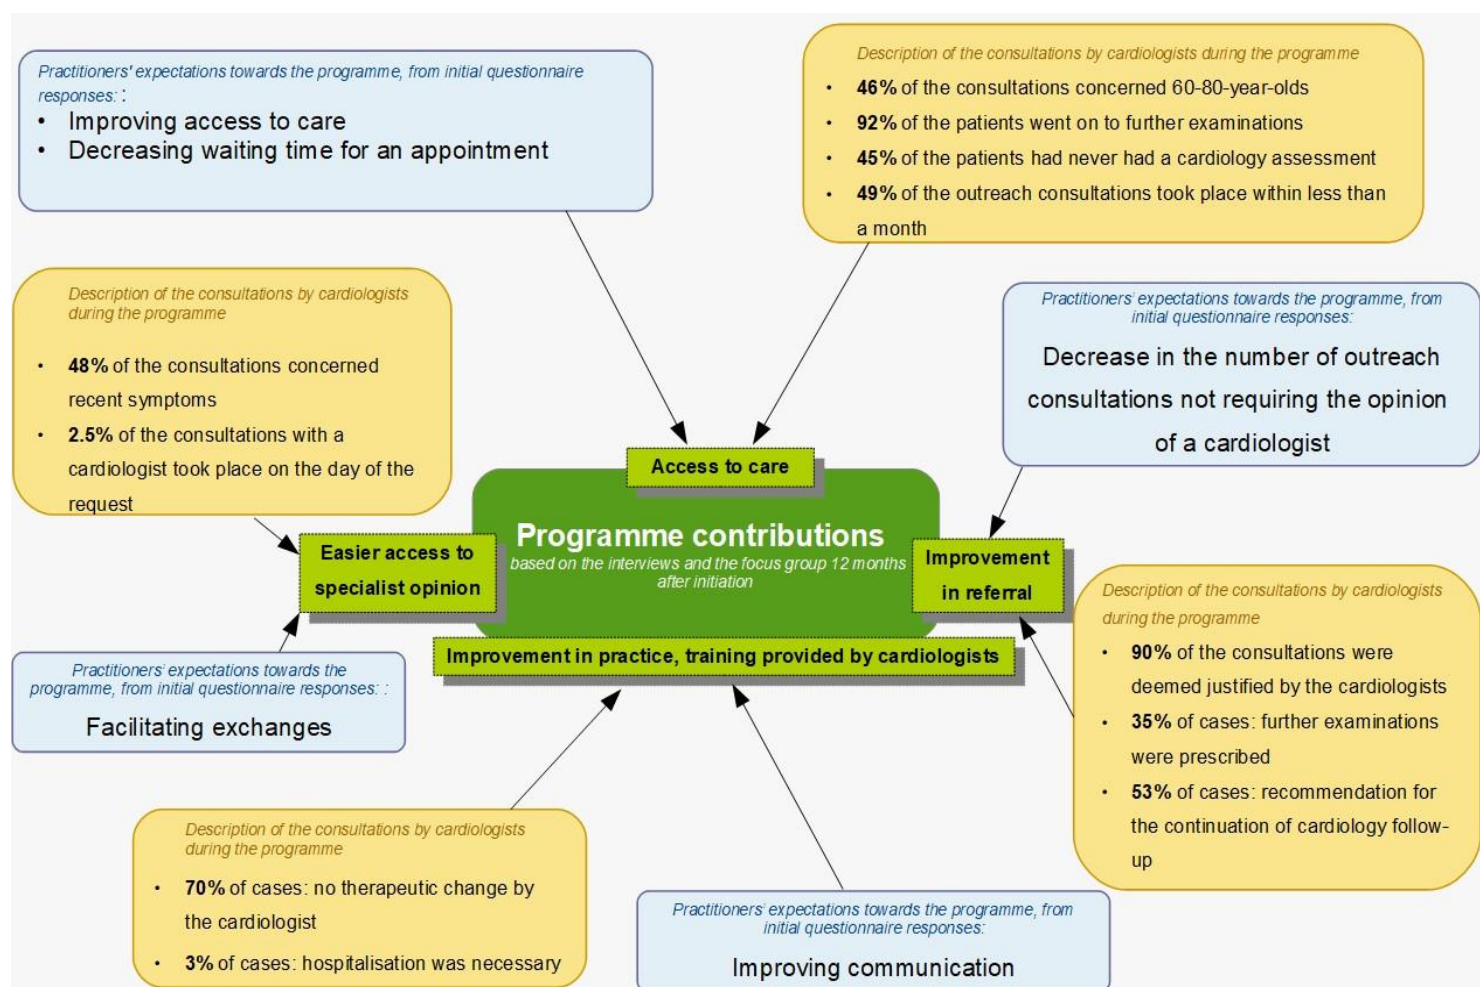 Practitioners' expectations towards the programme, from initial questionnaire
responses: :
• Improving access to care
• Decreasing waiting time for an appointment
Description of the consultations by cardiologists during the programme
• 46% of the consultations concerned 60-80-year-olds
• 92% of the patients went on to further examinations
• 45% of the patients had never had a cardiology assessment
• 49% of the outreach consultations took place within less than
a month
Description of the consultations by cardiologists
during the programme
• 48% of the consultations concerned
recent symptoms
• 2.5% of the consultations with a
cardiologist took place on the day of the
request
Practitioners' expectations towards the programme, from
initial questionnaire responses:
Decrease in the number of outreach
consultations not requiring the opinion
of a cardiologist
Access to care
Programme contributions
based on the interviews and the focus group 12 months
after initiation
Easier access to
specialist opinion
Improvement
in referral
Improvement in practice, training provided by cardiologists
Practitioners' expectations towards the
programme, from initial questionnaire responses: :
Facilitating exchanges
Description of the consultations by cardiologists
during the programme
• 90% of the consultations were
deemed justified by the cardiologists
• 35% of cases: further examinations
were prescribed
• 53% of cases: recommendation for
the continuation of cardiology follow-
up
Description of the consultations by cardiologists
during the programme
• 70% of cases: no therapeutic change by
the cardiologist
• 3% of cases: hospitalisation was necessary
Practitioners' expectations towards the programme, from
initial questionnaire responses:
Improving communication